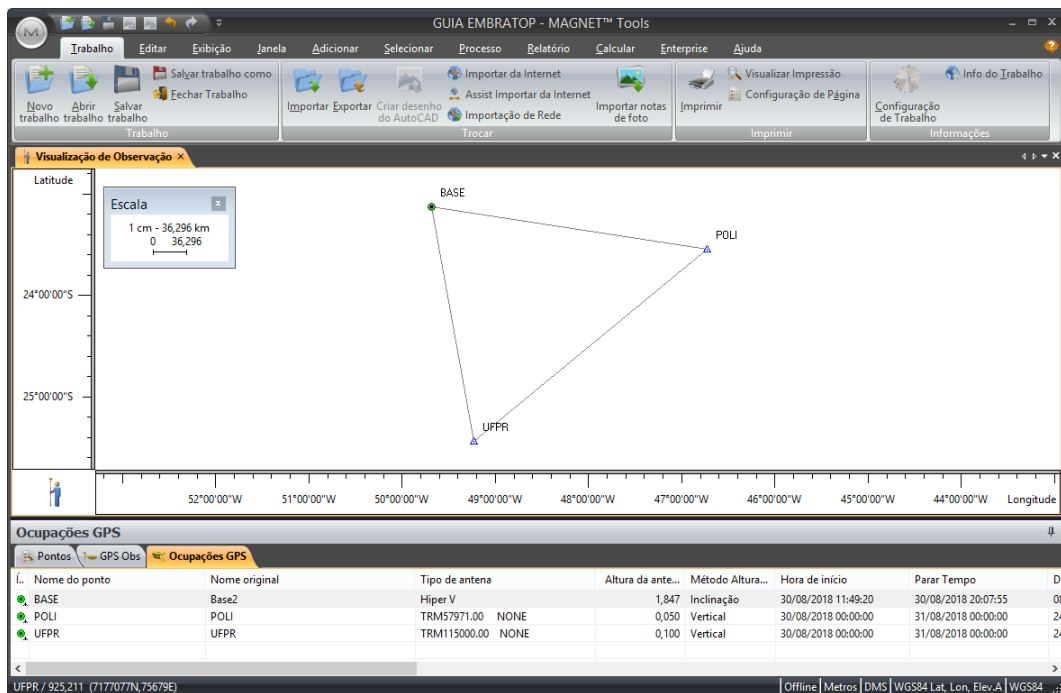 GUIA EMBRATOP - MAGNET™ Tools
Trabalho Editar Exibição Janela Adicionar Selecionar Processo Relatório Calcular Enterprise Ajuda
Novo trabalho
Abrir trabalho
Salvar trabalho
Salvar trabalho como
Fechar Trabalho
Trabalho
Importar
Exportar
Criar desenho do AutoCAD
Importar da Internet
Assist Importar da Internet
Importação de Rede
Importar notas de foto
Trocar
Imprimir
Visualizar Impressão
Configuração de Página
Imprimir
Configuração de Trabalho
Info do Trabalho
Informações
Visualização de Observação ×
Latitude
Escala x
1 cm - 36,296 km
0 36,296
BASE
POLI
24°00'00"S
25°00'00"S
UFPR
52°00'00"W 51°00'00"W 50°00'00"W 49°00'00"W 48°00'00"W 47°00'00"W 46°00'00"W 45°00'00"W 44°00'00"W Longitude
Ocupações GPS
Pontos GPS Obs Ocupações GPS
Í.. Nome do ponto Nome original Tipo de antena Altura da ante... Método Altura... Hora de início Parar Tempo D
BASE Base2 Hiper V 1,847 Inclinação 30/08/2018 11:49:20 30/08/2018 20:07:55 08
POLI POLI TRM57971.00 NONE 0,050 Vertical 30/08/2018 00:00:00 31/08/2018 00:00:00 24
UFPR UFPR TRM115000.00 NONE 0,100 Vertical 30/08/2018 00:00:00 31/08/2018 00:00:00 24
UFPR / 925,211 (7177077N,75679E) Offline Metros DMS WGS84 Lat, Lon, Elev.A WGS84